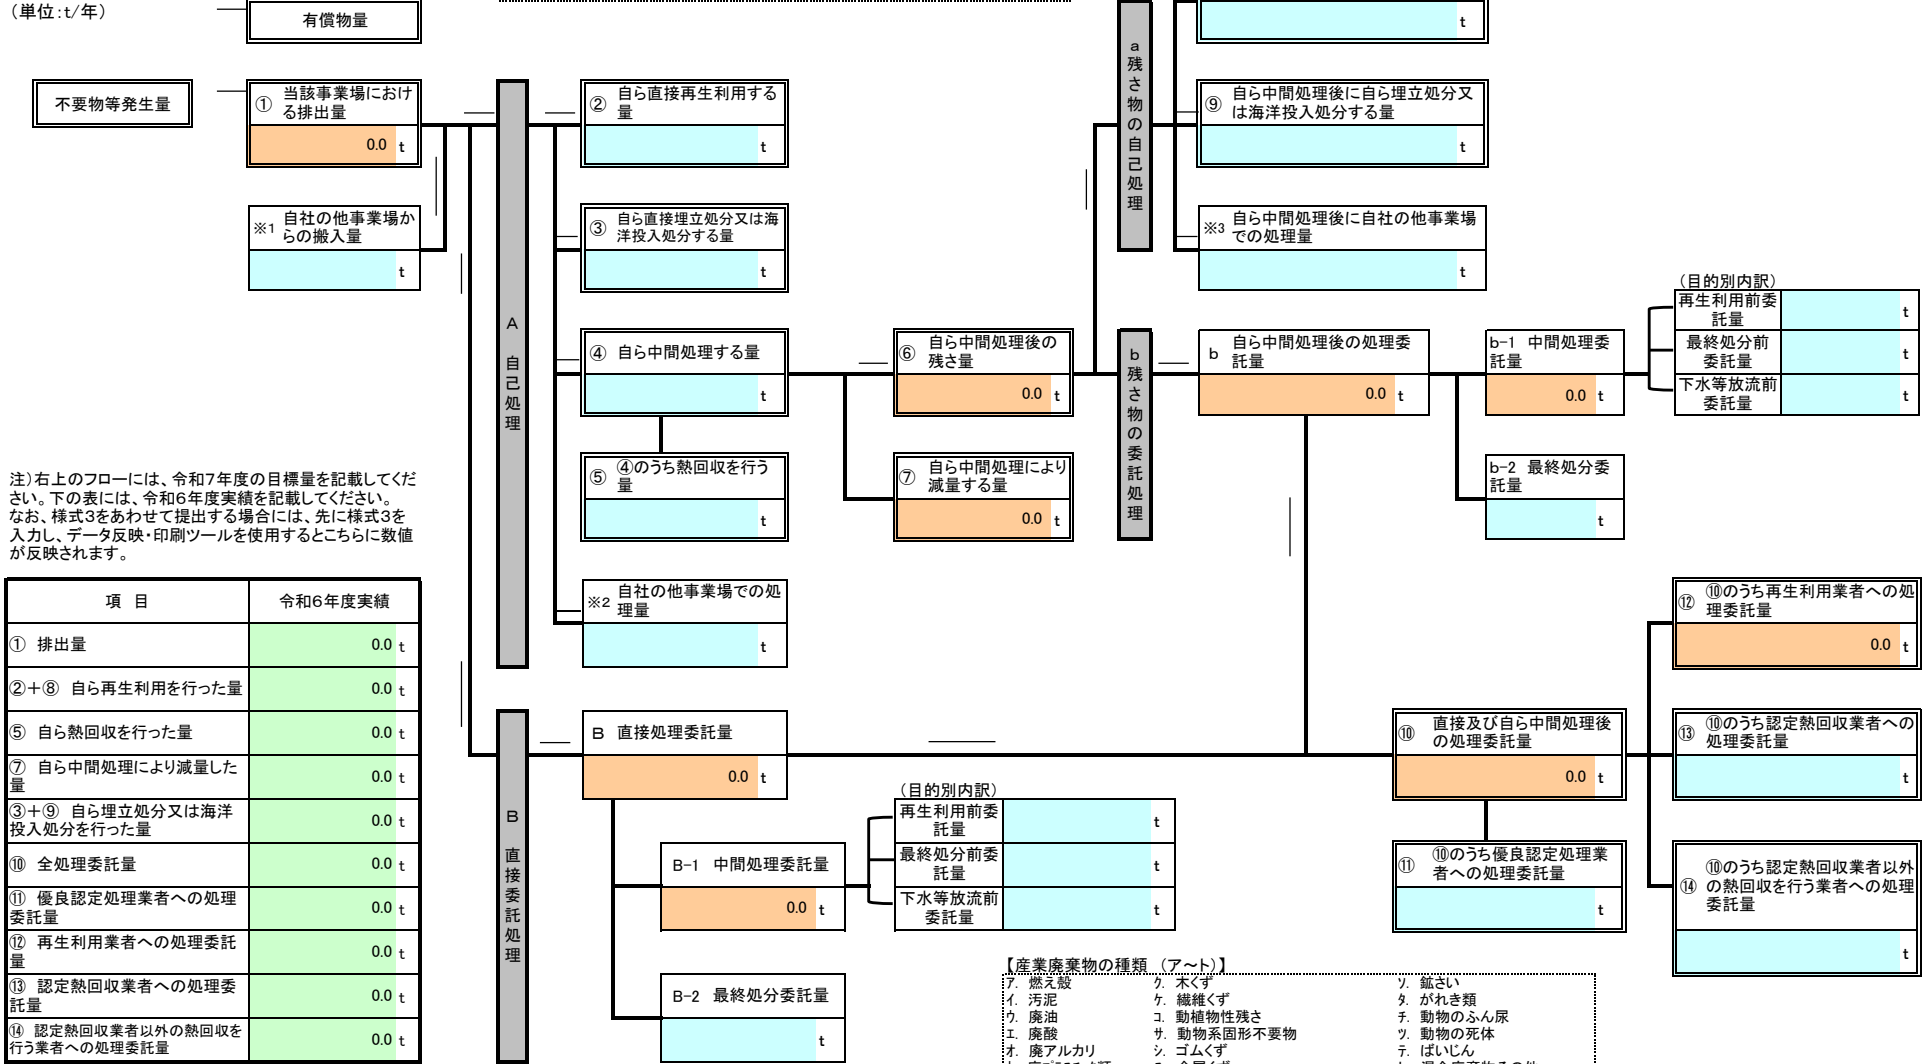 （単位：t/年）
有償物量
t
不要物等発生量
① 当該事業場におけ
る排出量
0.0 t
※1 自社の他事業場か
らの搬入量
t
A 自己処理
② 自ら直接再生利用する
量
t
③ 自ら直接埋立処分又は海
洋投入処分する量
t
④ 自ら中間処理する量
t
⑤ ④のうち熱回収を行う
量
t
※2 自社の他事業場での処
理量
t
⑥ 自ら中間処理後の
残さ量
0.0 t
⑦ 自ら中間処理により
減量する量
0.0 t
a 残さ物の自己処理
⑨ 自ら中間処理後に自ら埋立処分又
は海洋投入処分する量
t
※3 自ら中間処理後に自社の他事業場
での処理量
t
b 残さ物の委託処理
b 自ら中間処理後の処理委
託量
0.0 t
b-1 中間処理委
託量
0.0 t
（目的別内訳）
再生利用前委
託量
t
最終処分前
委託量
t
下水等放流前
委託量
t
b-2 最終処分委
託量
t
注）右上のフローには、令和7年度の目標量を記載してくだ
さい。下の表には、令和6年度実績を記載してください。
なお、様式3をあわせて提出する場合には、先に様式3を
入力し、データ反映・印刷ツールを使用するとこちらに数値
が反映されます。
項 目 令和6年度実績
① 排出量 0.0 t
②＋⑧ 自ら再生利用を行った量 0.0 t
⑤ 自ら熱回収を行った量 0.0 t
⑦ 自ら中間処理により減量した
量 0.0 t
③＋⑨ 自ら埋立処分又は海洋
投入処分を行った量 0.0 t
⑩ 全処理委託量 0.0 t
⑪ 優良認定処理業者への処理
委託量 0.0 t
⑫ 再生利用業者への処理委託
量 0.0 t
⑬ 認定熱回収業者への処理委
託量 0.0 t
⑭ 認定熱回収業者以外の熱回収を
行う業者への処理委託量 0.0 t
B 直接委託処理
B 直接処理委託量
0.0 t
B-1 中間処理委託量
0.0 t
（目的別内訳）
再生利用前委
託量
t
最終処分前委
託量
t
下水等放流前
委託量
t
B-2 最終処分委託量
t
⑩ 直接及び自ら中間処理後
の処理委託量
0.0 t
⑪ ⑩のうち優良認定処理業
者への処理委託量
t
⑫ ⑩のうち再生利用業者への処
理委託量
0.0 t
⑬ ⑩のうち認定熱回収業者への
処理委託量
t
⑭ ⑩のうち認定熱回収業者以外
の熱回収を行う業者への処理
委託量
t
【産業廃棄物の種類 （ア～ト）】
ア. 燃え殻 ク. 木くず ソ. 鉱さい
イ. 汚泥 ケ. 繊維くず タ. がれき類
ウ. 廃油 コ. 動植物性残さ チ. 動物のふん尿
エ. 廃酸 サ. 動物系固形不要物 ツ. 動物の死体
オ. 廃アルカリ シ. ゴムくず テ. ばいじん